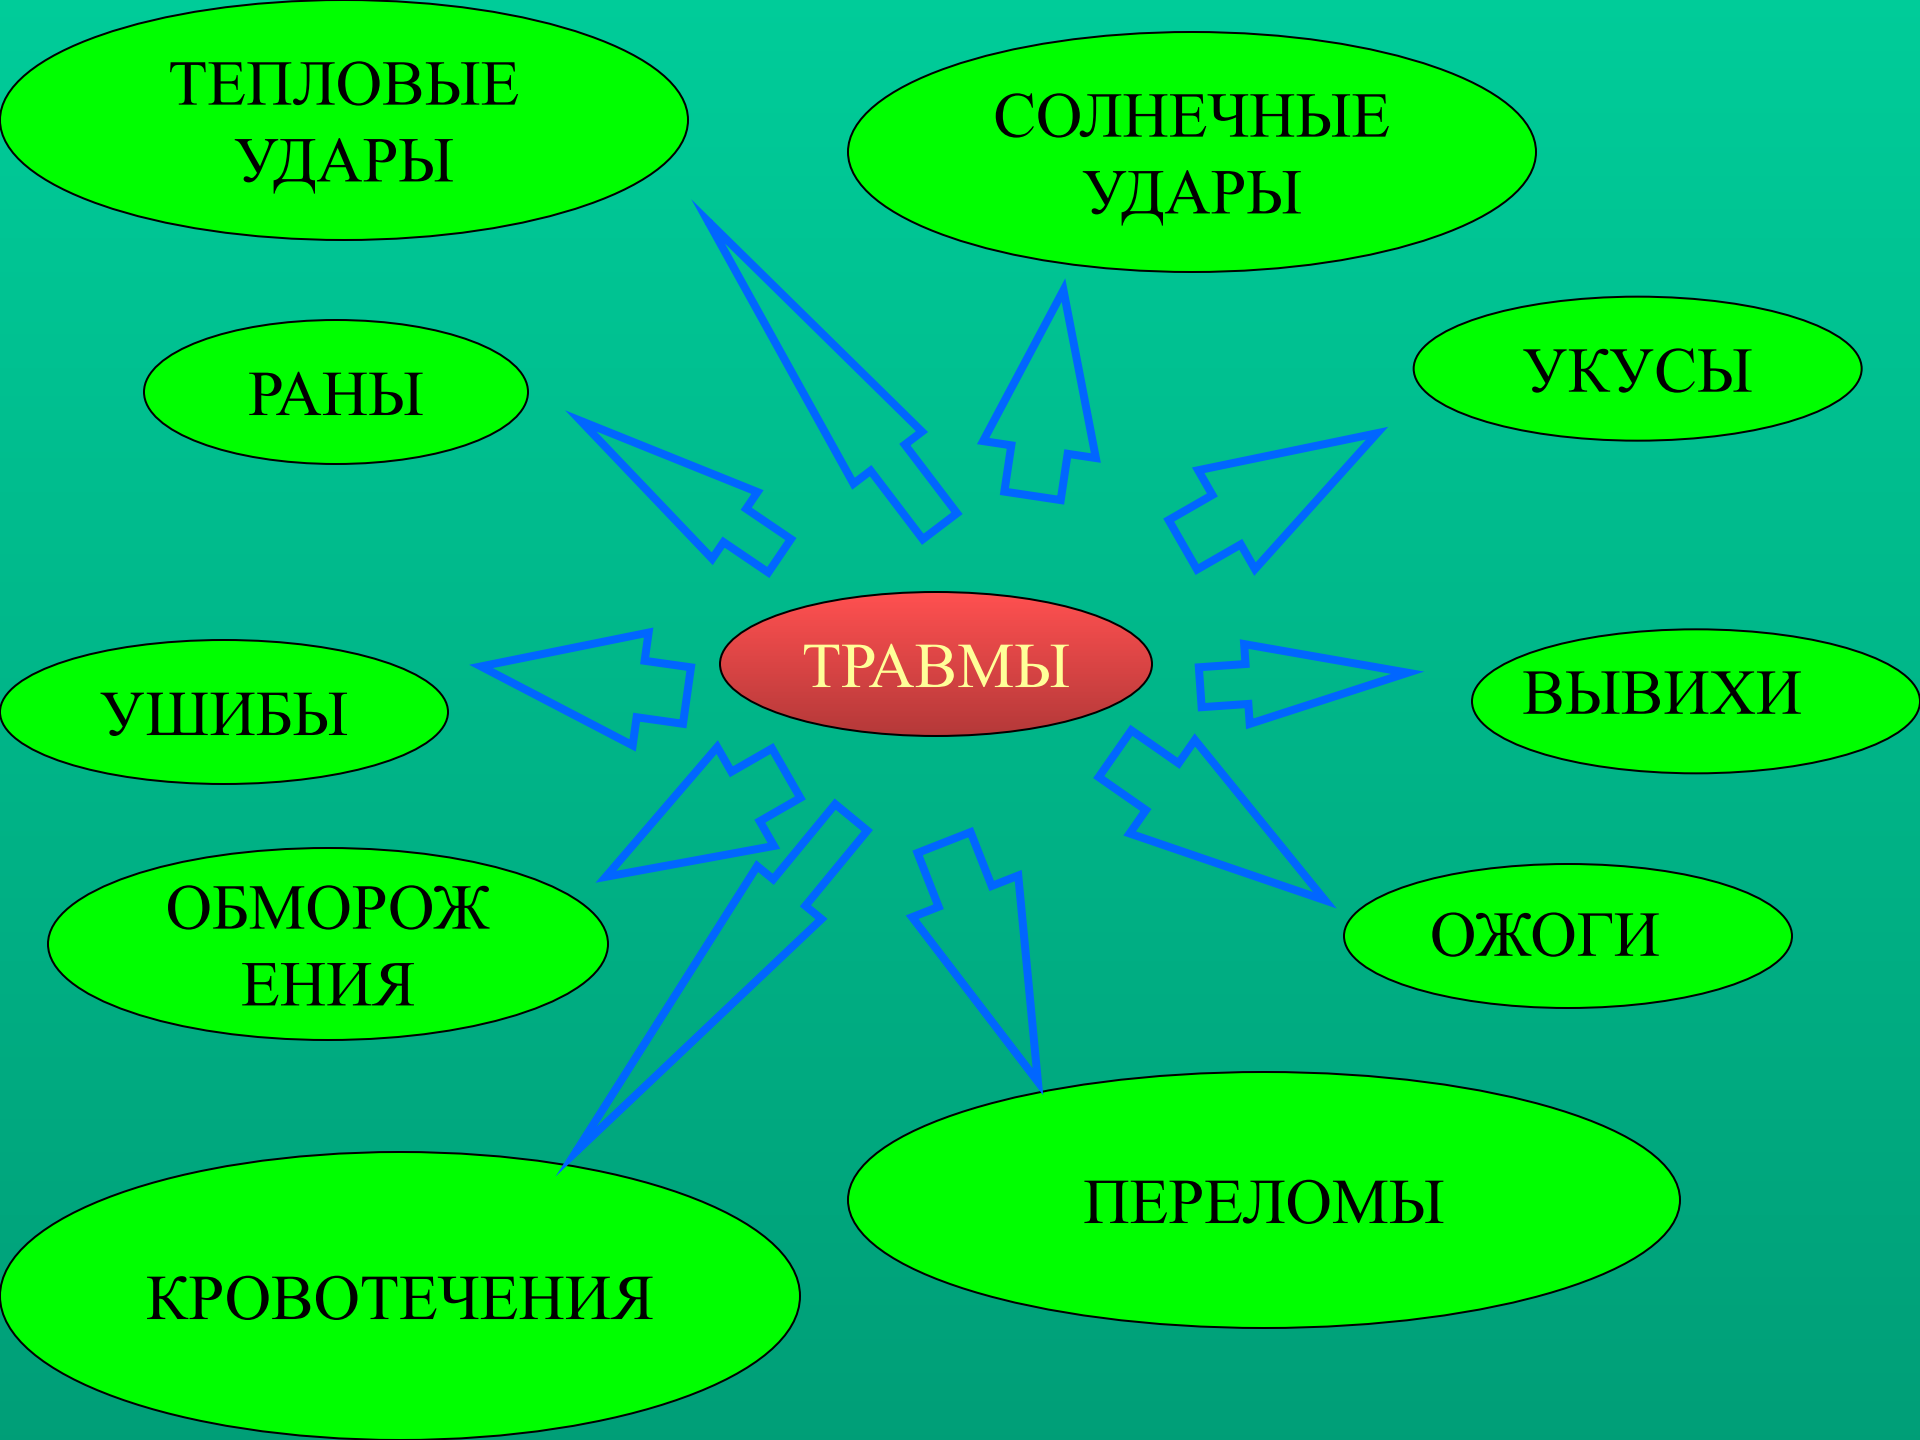 ТЕПЛОВЫЕ
УДАРЫ
СОЛНЕЧНЫЕ
УДАРЫ
РАНЫ
УКУСЫ
ТРАВМЫ
УШИБЫ
ВЫВИХИ
ОБМОРОЖ
ЕНИЯ
ОЖОГИ
ПЕРЕЛОМЫ
КРОВОТЕЧЕНИЯ